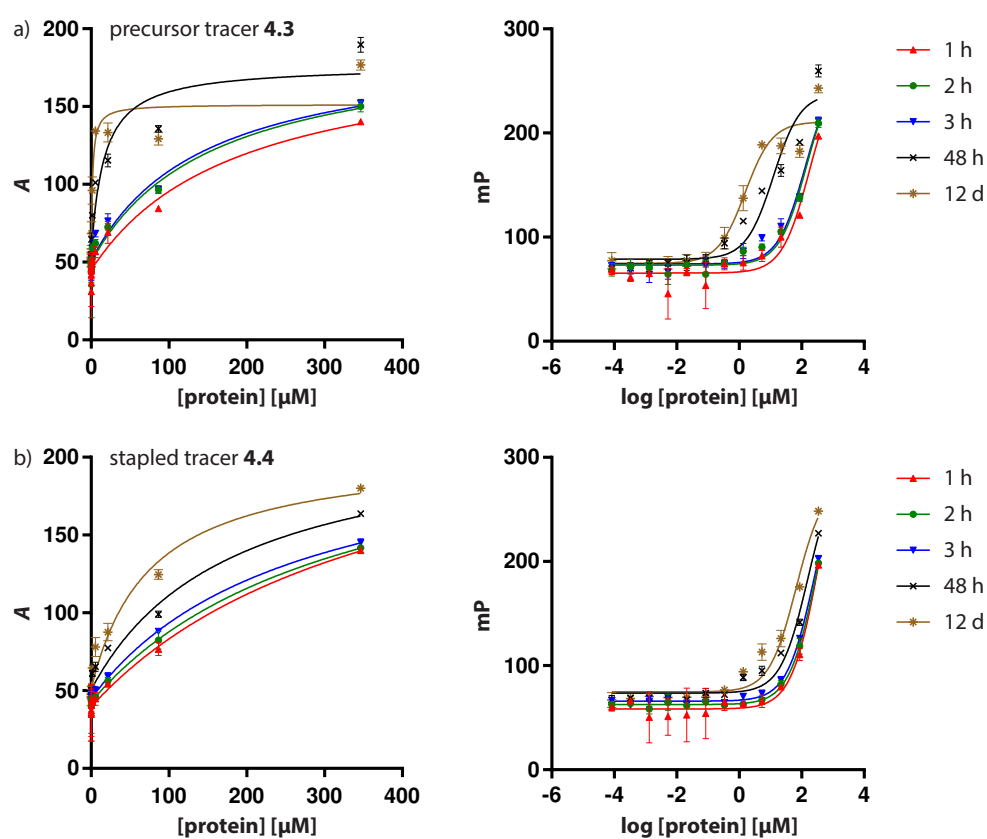 a) precursor tracer 4.3
200
150
100
50
0
A
0 100 200 300 400
[protein] [µM]
300
200
100
0
mP
-6 -4 -2 0 2 4
log [protein] [µM]
1 h
2 h
3 h
48 h
12 d
b) stapled tracer 4.4
200
150
100
50
0
A
0 100 200 300 400
[protein] [µM]
300
200
100
0
mP
-6 -4 -2 0 2 4
log [protein] [µM]
1 h
2 h
3 h
48 h
12 d